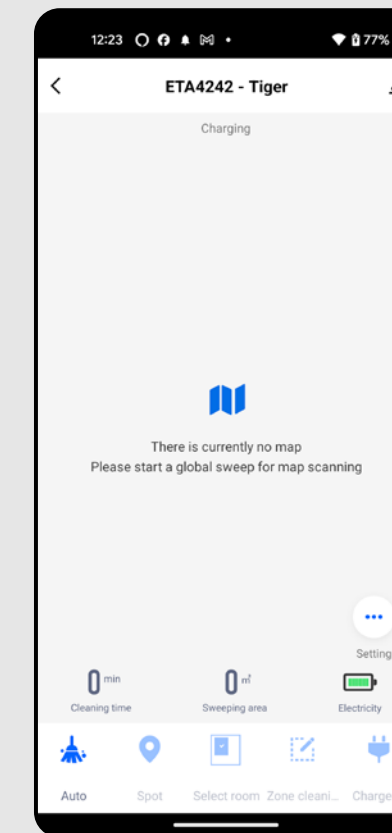 12:23
77%
ETA4242 - Tiger
Charging
There is currently no map
Please start a global sweep for map scanning
Setting
0 min
0 m²
Cleaning time
Sweeping area
Electricity
Auto
Spot
Select room
Zone cleani...
Charge